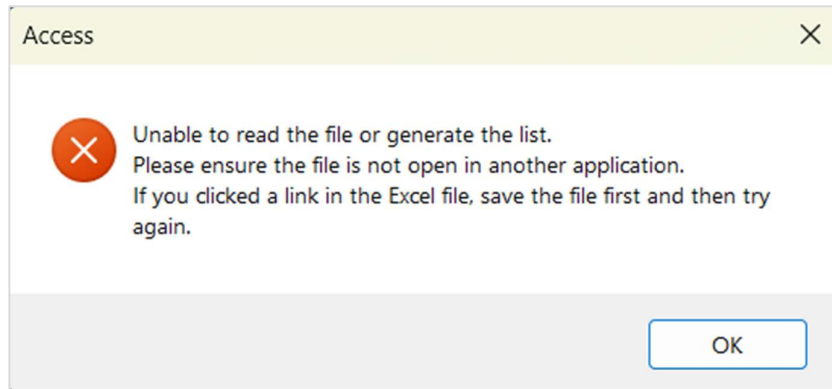 Access
Unable to read the file or generate the list.
Please ensure the file is not open in another application.
If you clicked a link in the Excel file, save the file first and then try
again.
OK